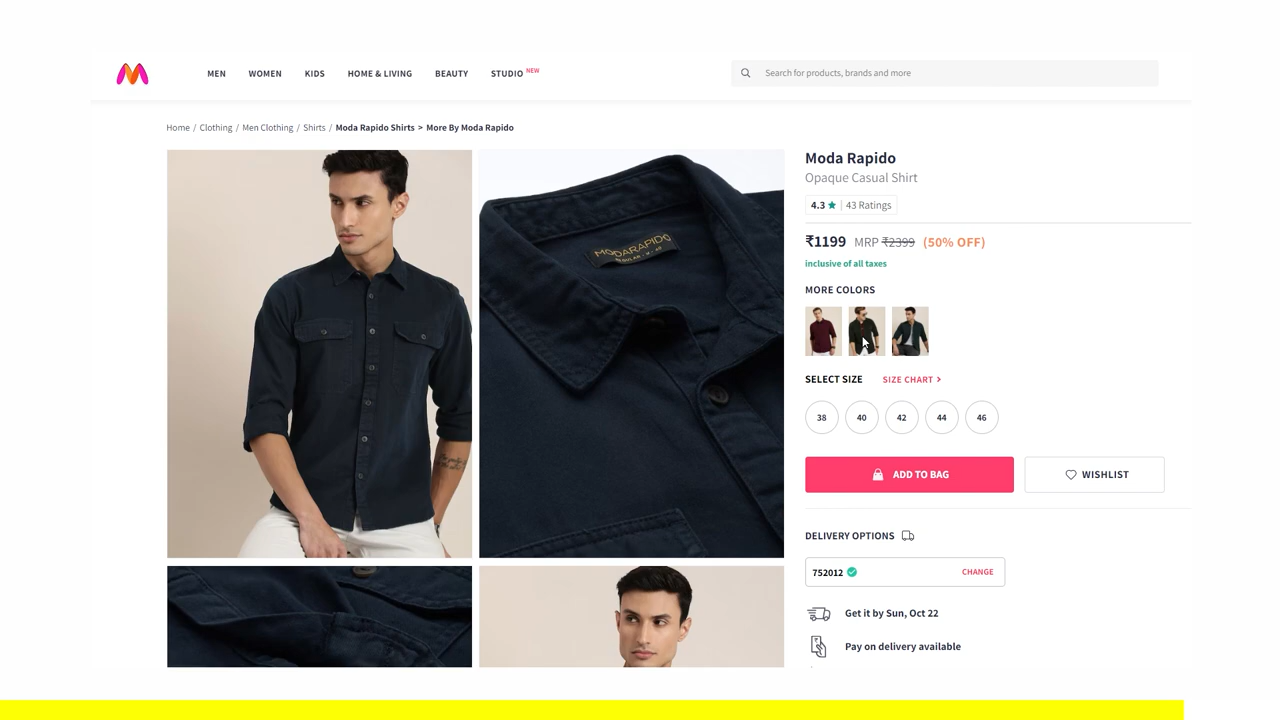 MEN WOMEN KIDS HOME & LIVING BEAUTY STUDIO NEW
Search for products, brands and more
Home / Clothing / Men Clothing / Shirts / Moda Rapido Shirts > More By Moda Rapido
MODARAPIDO
Moda Rapido
Opaque Casual Shirt
4.3 ★ | 43 Ratings
₹1199 MRP ₹2399 (50% OFF)
inclusive of all taxes
MORE COLORS
SELECT SIZE SIZE CHART >
38 40 42 44 46
ADD TO BAG WISHLIST
DELIVERY OPTIONS
752012 CHANGE
Get it by Sun, Oct 22
Pay on delivery available